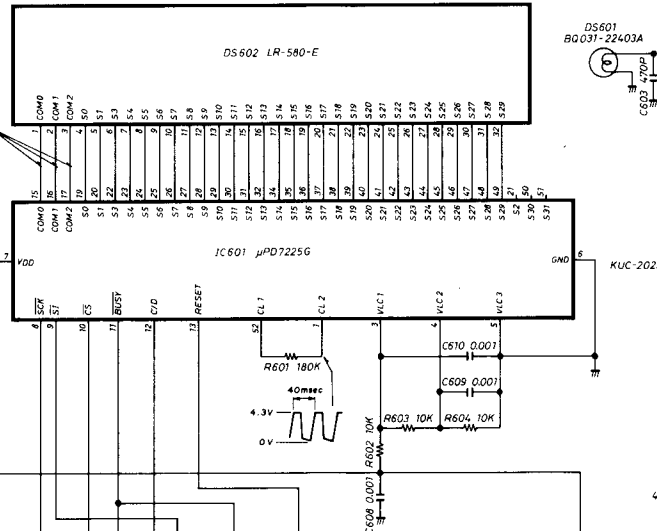 DS602 LR-580-E
COM0 COM1 COM2 S0 S1 S3 S4 S5 S6 S7 S8 S9 S10 S11 S12 S13 S14 S15 S16 S17 S18 S19 S20 S21 S22 S23 S24 S25 S26 S27 S28 S29
1 2 3 4 5 6 7 8 9 10 11 12 13 14 15 16 17 18 19 20 21 22 23 24 25 26 27 28 29 30 31 32
DS601
BQ031-22403A
C603 470P
15 16 17 19 20 22 23 24 25 26 27 28 29 30 31 32 34 35 36 37 38 39 40 41 42 43 44 45 46 47 48 49 21 50 51
COM0 COM1 COM2 S0 S1 S3 S4 S5 S6 S7 S8 S9 S10 S11 S12 S13 S14 S15 S16 S17 S18 S19 S20 S21 S22 S23 S24 S25 S26 S27 S28 S29 S2 S30 S31
IC601 μPD7225G
7 VDD
GND 6
KUC-202
SCK SI CS BUSY C/D RESET CL1 CL2 VLC1 VLC2 VLC3
8 9 10 11 12 13 52 1 3 4 5
R601 180K
C610 0.001
C609 0.001
40msec
4.3V
0V
R603 10K R604 10K
R602 10K
C608 0.001
4